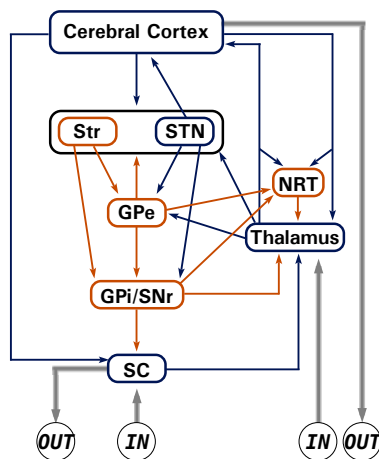 Cerebral Cortex
Str STN
NRT
GPe
Thalamus
GPi/SNr
SC
OUT IN IN OUT